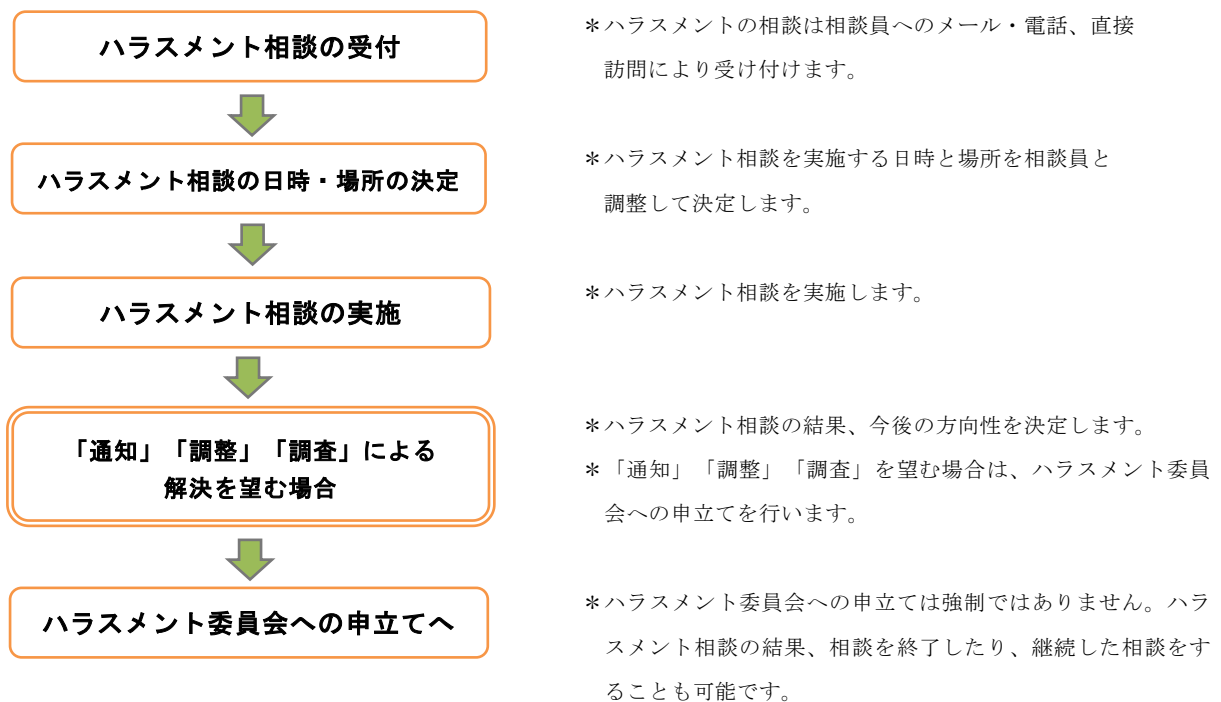 ハラスメント相談の受付
＊ハラスメントの相談は相談員へのメール・電話、直接
訪問により受け付けます。
ハラスメント相談の日時・場所の決定
＊ハラスメント相談を実施する日時と場所を相談員と
調整して決定します。
ハラスメント相談の実施
＊ハラスメント相談を実施します。
「通知」「調整」「調査」による
解決を望む場合
＊ハラスメント相談の結果、今後の方向性を決定します。
＊「通知」「調整」「調査」を望む場合は、ハラスメント委員
会への申立てを行います。
ハラスメント委員会への申立てへ
＊ハラスメント委員会への申立ては強制ではありません。ハラ
スメント相談の結果、相談を終了したり、継続した相談をす
ることも可能です。